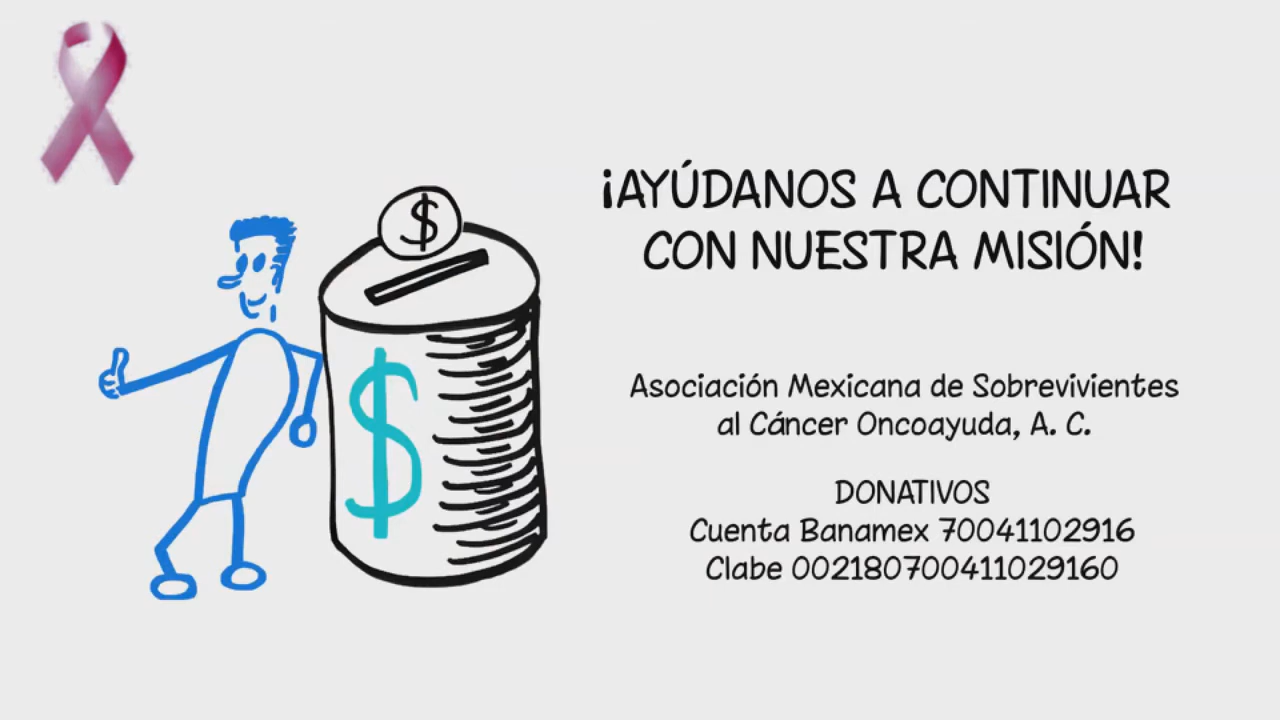 ¡AYÚDANOS A CONTINUAR
CON NUESTRA MISIÓN!
$
$
Asociación Mexicana de Sobrevivientes
al Cáncer Oncoayuda, A. C.
DONATIVOS
Cuenta Banamex 70041102916
Clabe 002180700411029160